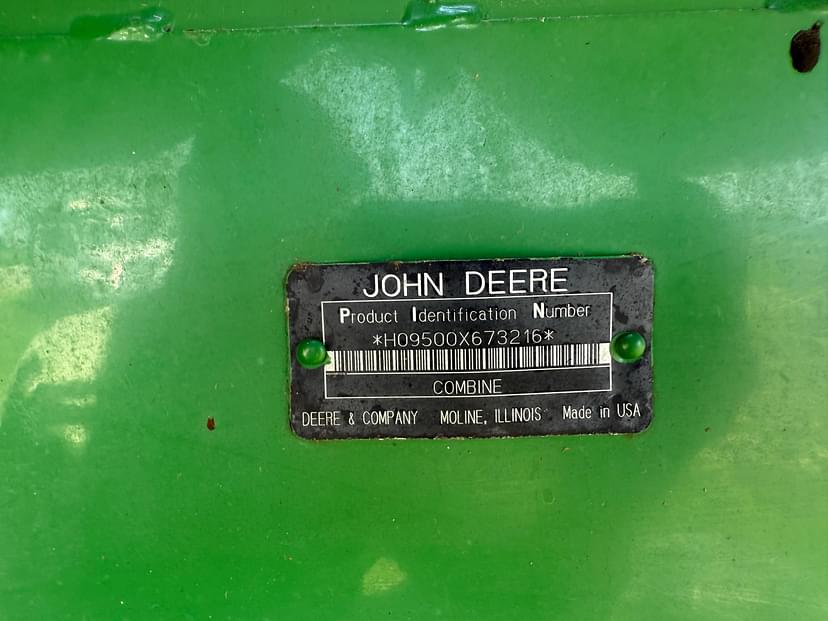 JOHN DEERE
Product Identification Number
*H09500X673216*
COMBINE
DEERE & COMPANY MOLINE, ILLINOIS Made in USA